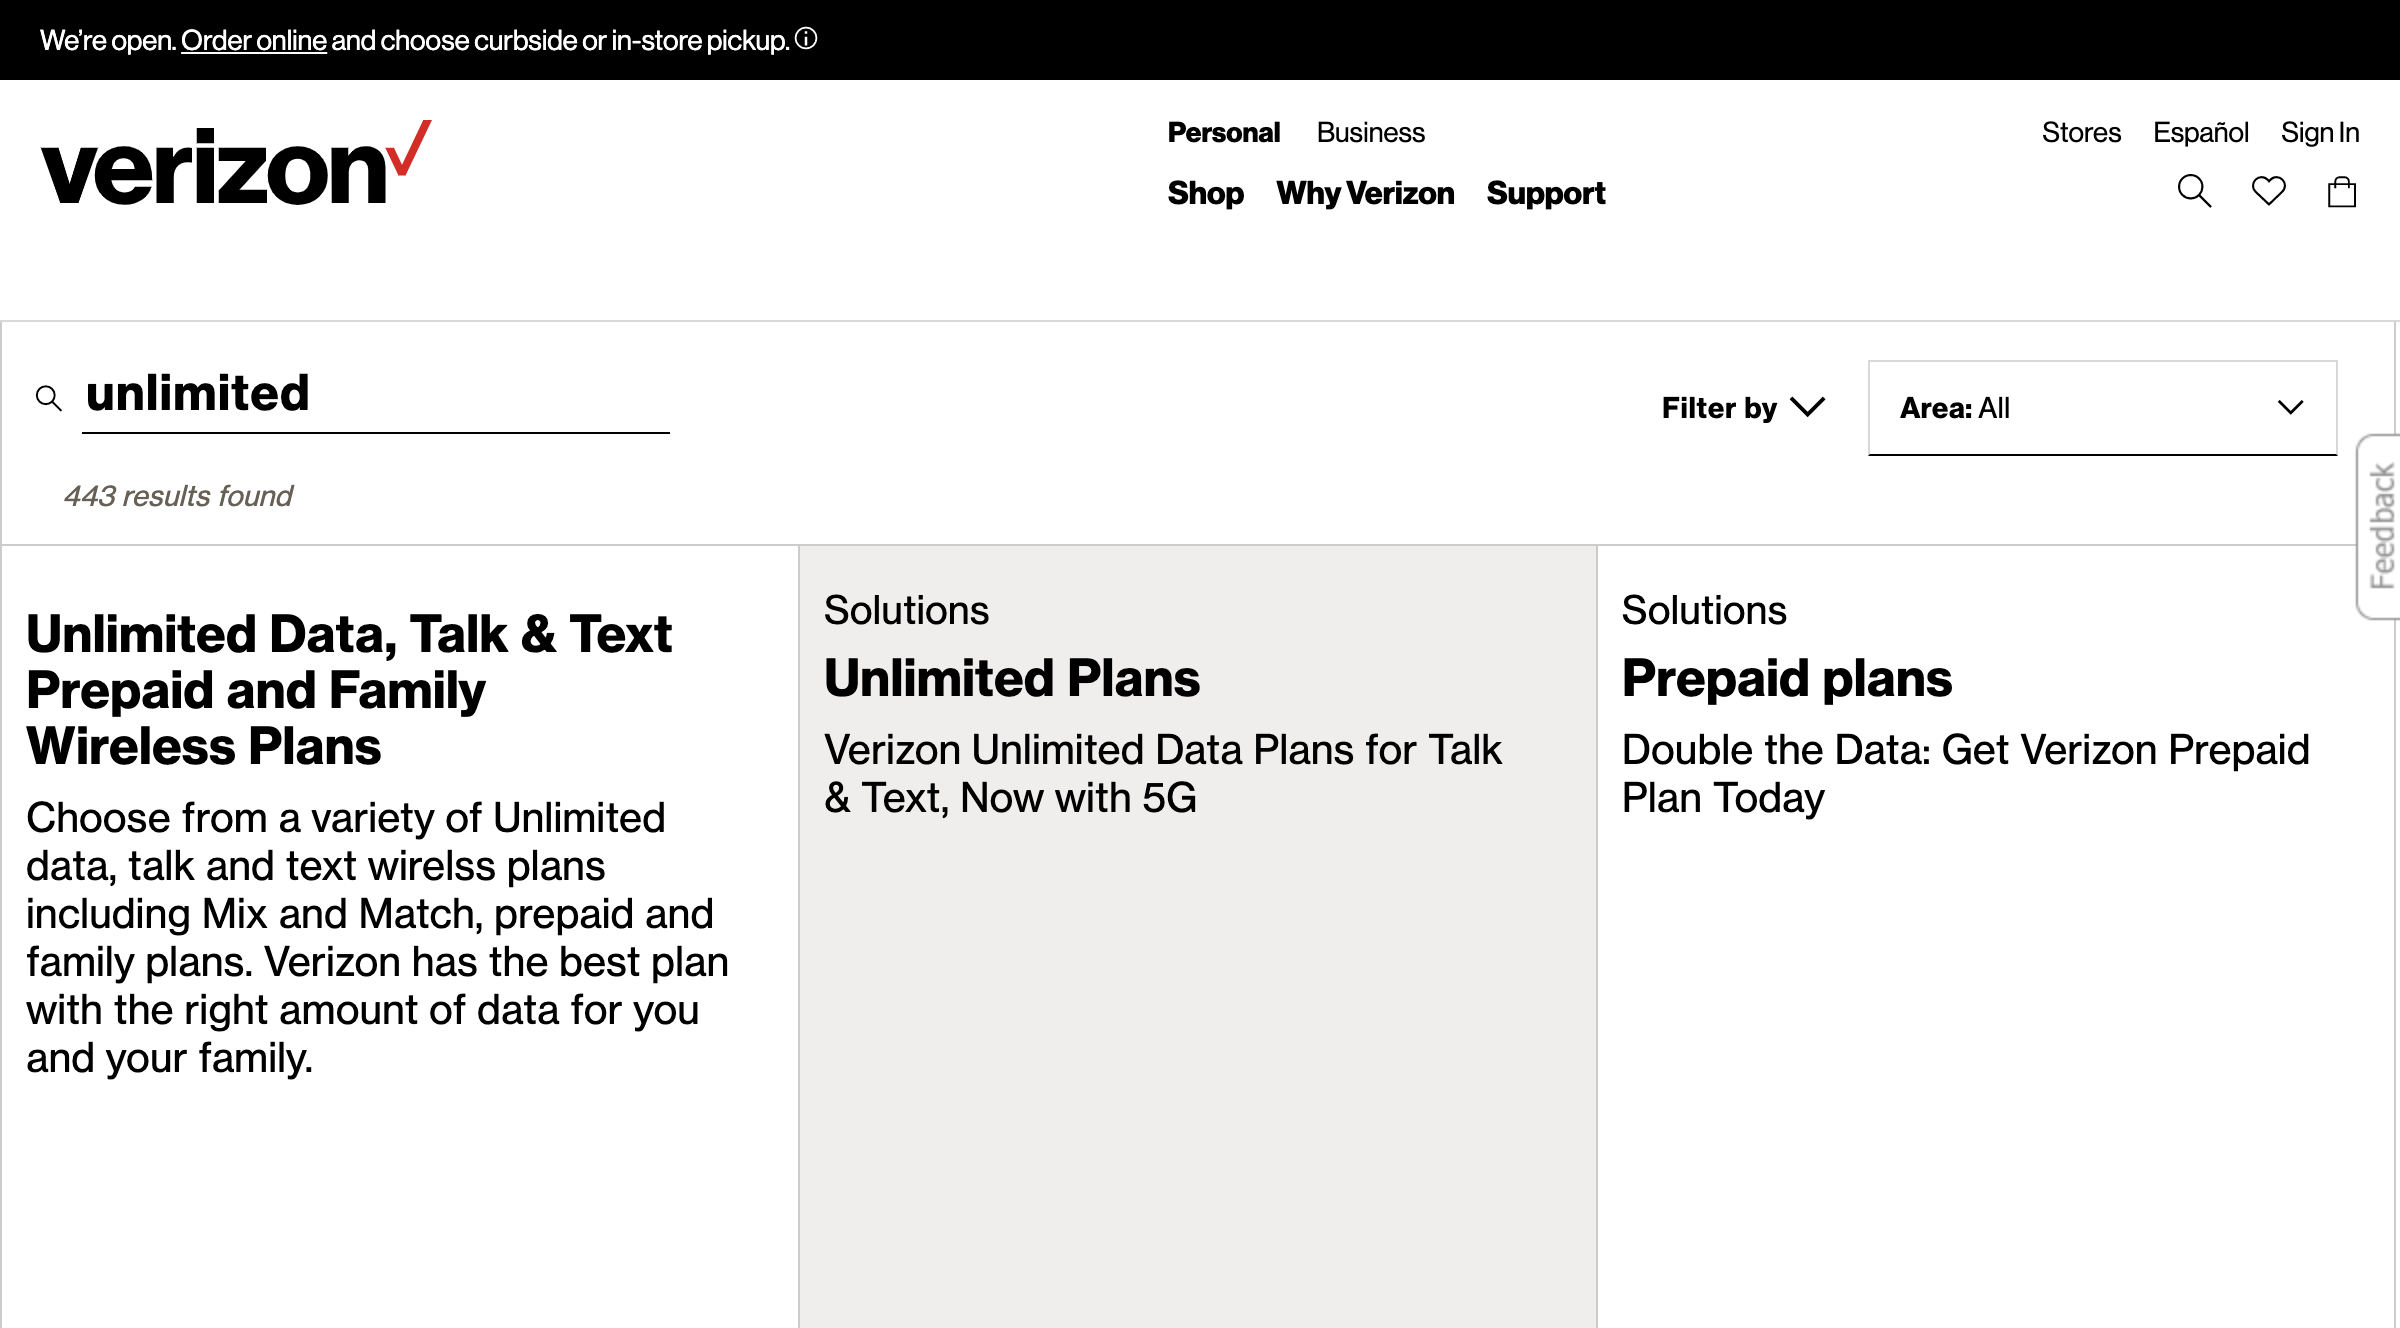 We're open. Order online and choose curbside or in-store pickup.
verizon
Personal Business
Stores Español Sign In
Shop Why Verizon Support
unlimited
Filter by
Area: All
443 results found
Feedback
Unlimited Data, Talk & Text
Prepaid and Family
Wireless Plans
Choose from a variety of Unlimited
data, talk and text wirelss plans
including Mix and Match, prepaid and
family plans. Verizon has the best plan
with the right amount of data for you
and your family.
Solutions
Unlimited Plans
Verizon Unlimited Data Plans for Talk
& Text, Now with 5G
Solutions
Prepaid plans
Double the Data: Get Verizon Prepaid
Plan Today